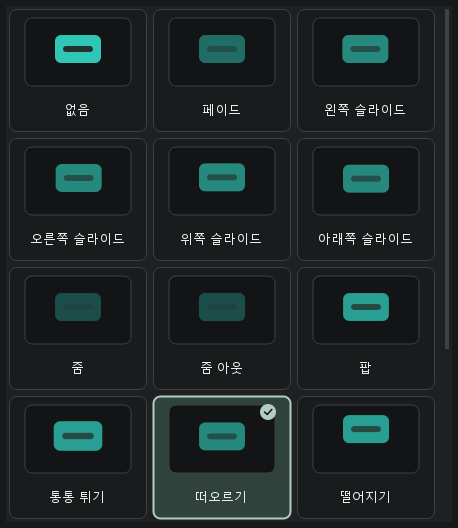 없음
페이드
왼쪽 슬라이드
오른쪽 슬라이드
위쪽 슬라이드
아래쪽 슬라이드
줌
줌 아웃
팝
통통 튀기
떠오르기
떨어지기